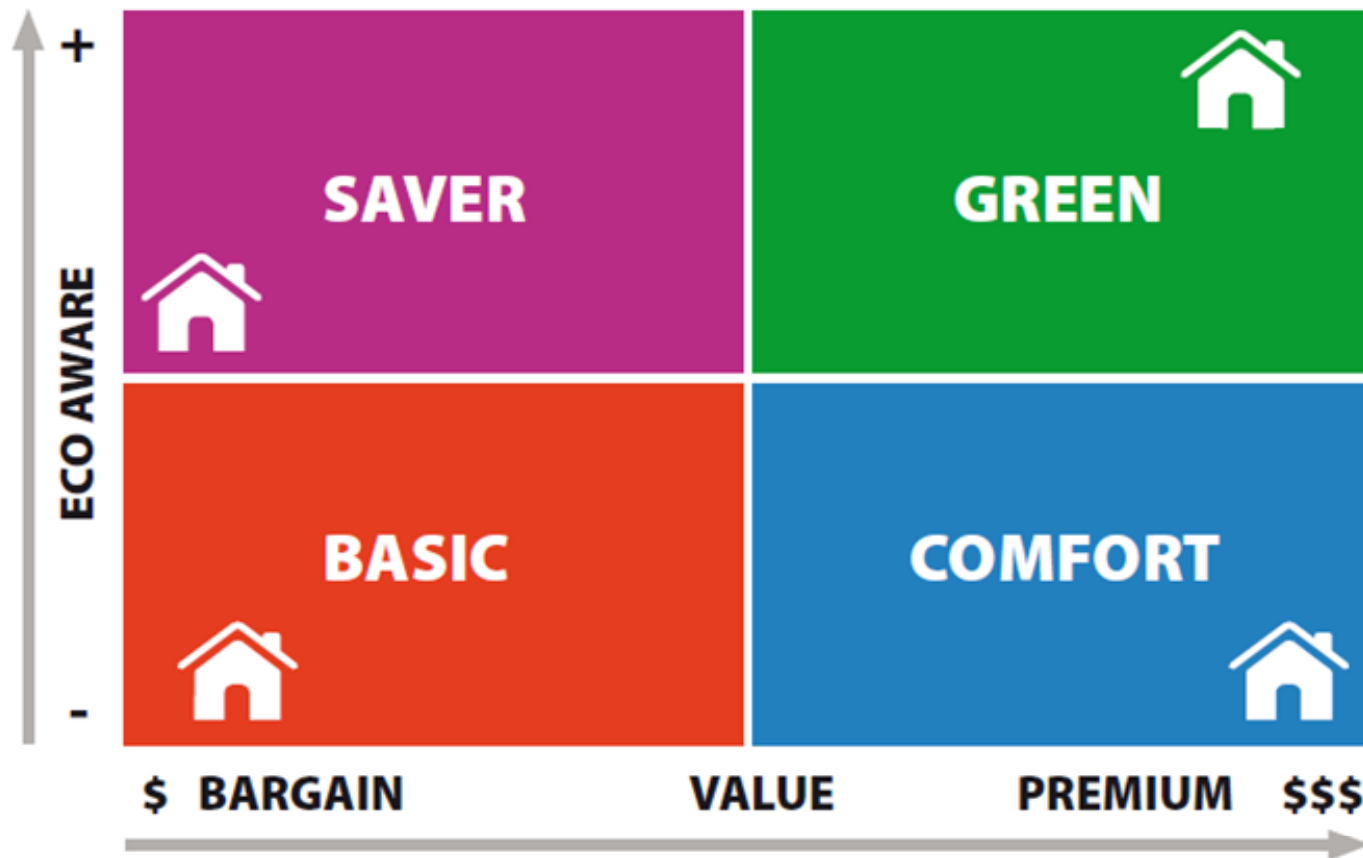 +
SAVER
GREEN
ECO AWARE
BASIC
COMFORT
-
$ BARGAIN VALUE PREMIUM $$$